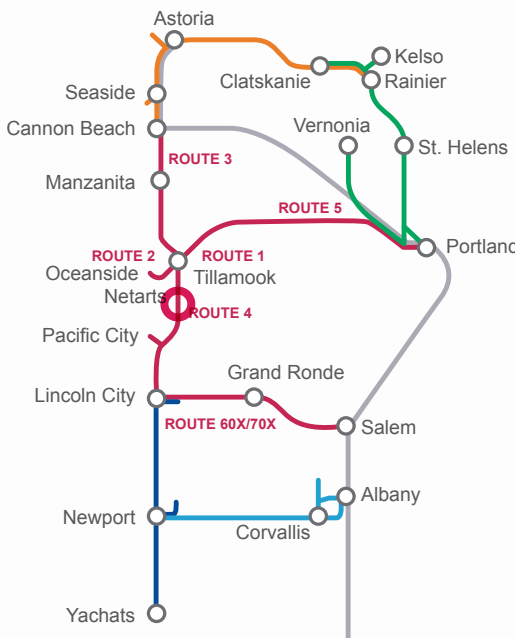 Astoria
Kelso
Clatskanie
Rainier
Seaside
Cannon Beach
Vernonia
St. Helens
ROUTE 3
Manzanita
ROUTE 5
Portland
ROUTE 2
ROUTE 1
Oceanside
Tillamook
Netarts
ROUTE 4
Pacific City
Grand Ronde
Lincoln City
ROUTE 60X/70X
Salem
Albany
Newport
Corvallis
Yachats